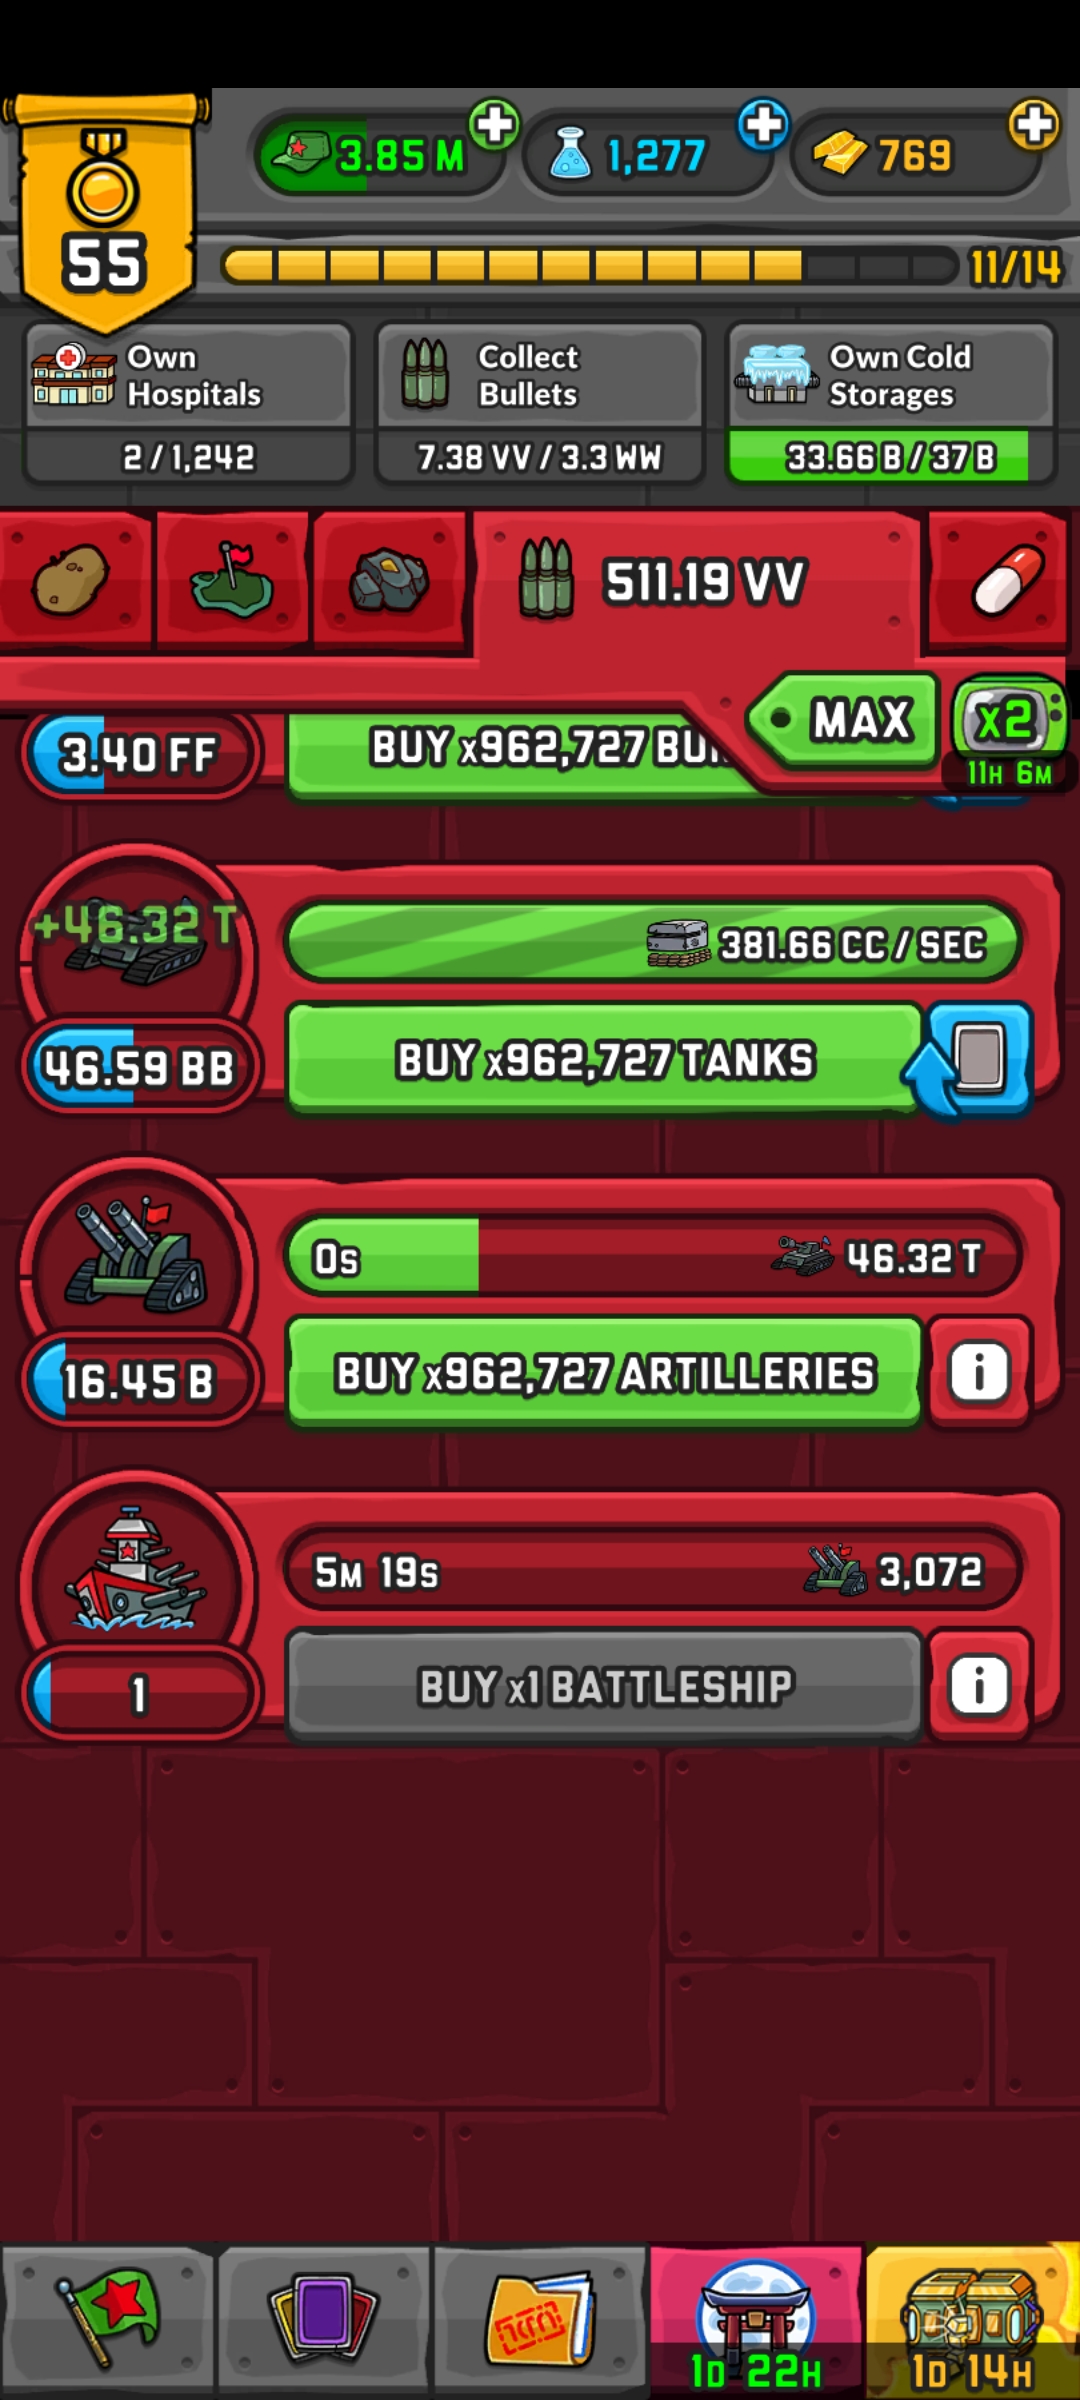 55
3.85 M
1,277
769
11/14
Own Hospitals
2 / 1,242
Collect Bullets
7.38 VV / 3.3 WW
Own Cold Storages
33.66 B / 37 B
511.19 VV
MAX
x2
11H 6M
3.40 FF
BUY x962,727
+46.32 T
381.66 CC / SEC
46.59 BB
BUY x962,727 TANKS
0s
46.32 T
16.45 B
BUY x962,727 ARTILLERIES
i
5M 19s
3,072
1
BUY x1 BATTLESHIP
i
1D 22H
1D 14H